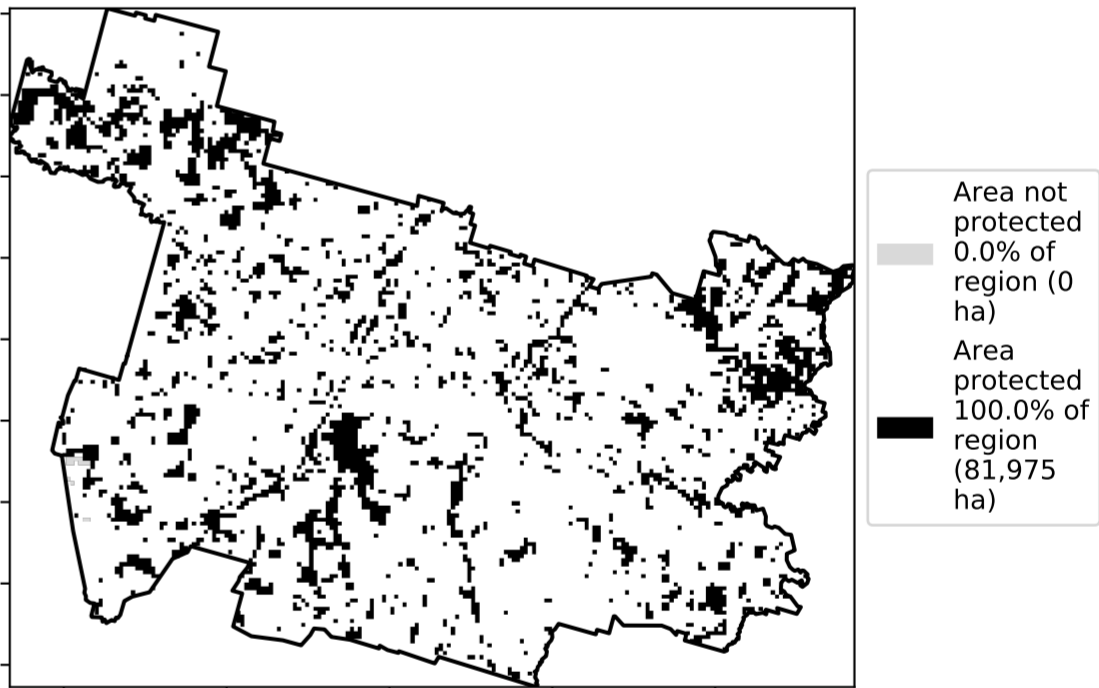 Area not
protected
0.0% of
region (0
ha)
Area
protected
100.0% of
region
(81,975
ha)